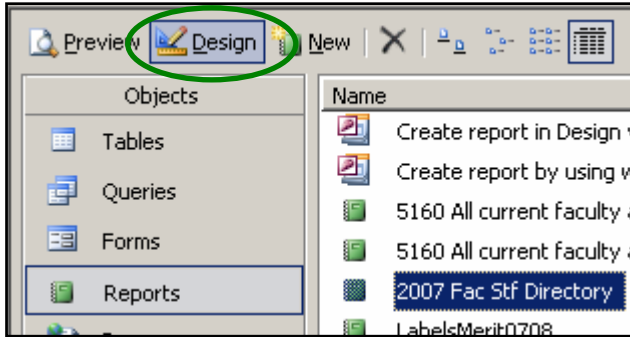 Preview Design New
Objects
Name
Tables
Create report in Design
Create report by using
Queries
5160 All current faculty
Forms
5160 All current faculty
Reports
2007 Fac Stf Directory
LabelsMerit0708